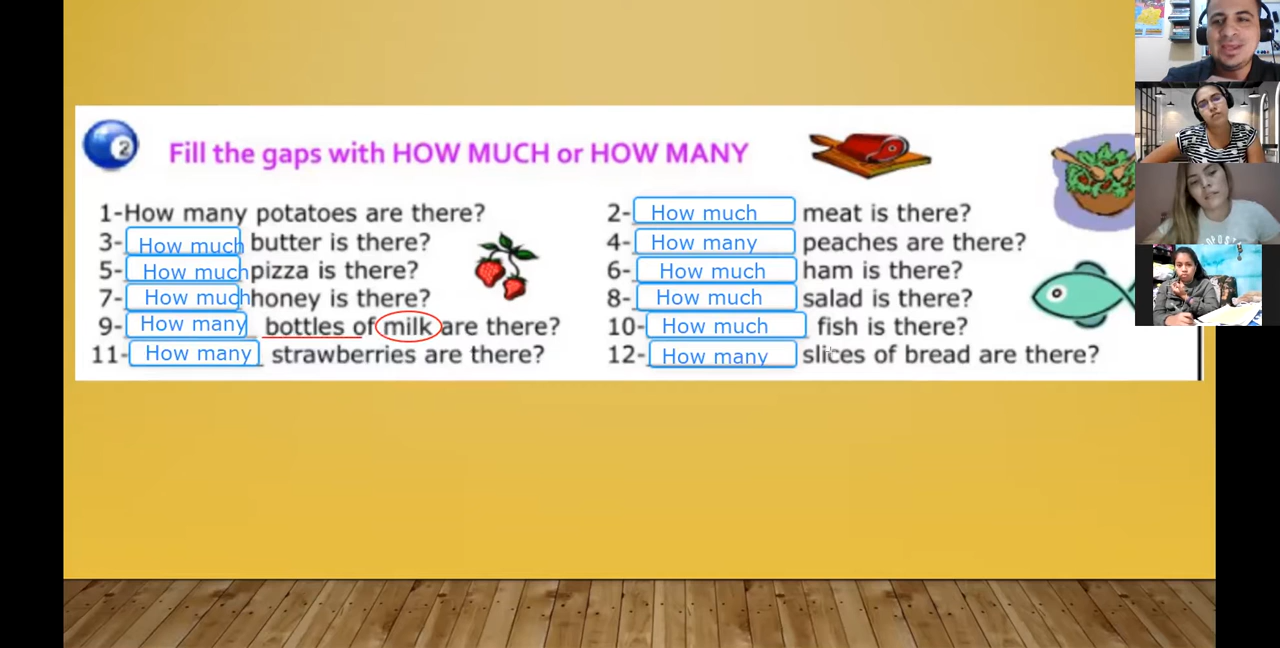 2
Fill the gaps with HOW MUCH or HOW MANY
1-How many potatoes are there?
2- How much meat is there?
3- How much butter is there?
4- How many peaches are there?
5- How much pizza is there?
6- How much ham is there?
7- How much honey is there?
8- How much salad is there?
9- How many bottles of milk are there?
10- How much fish is there?
11- How many strawberries are there?
12- How many slices of bread are there?